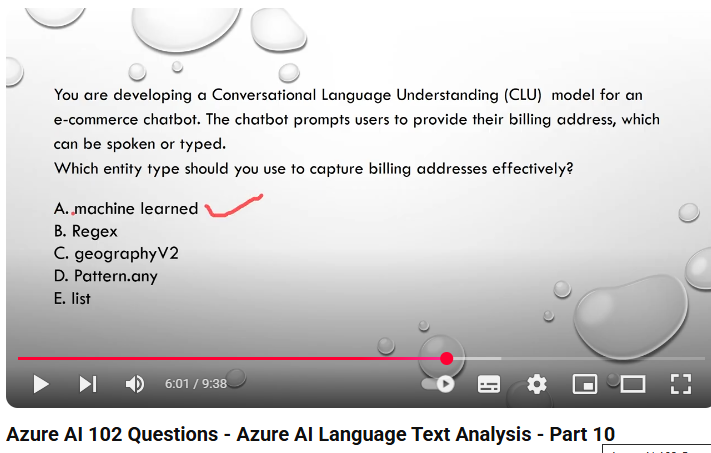 You are developing a Conversational Language Understanding (CLU) model for an
e-commerce chatbot. The chatbot prompts users to provide their billing address, which
can be spoken or typed.
Which entity type should you use to capture billing addresses effectively?
A. machine learned
B. Regex
C. geographyV2
D. Pattern.any
E. list
6:01 / 9:38
Azure AI 102 Questions - Azure AI Language Text Analysis - Part 10